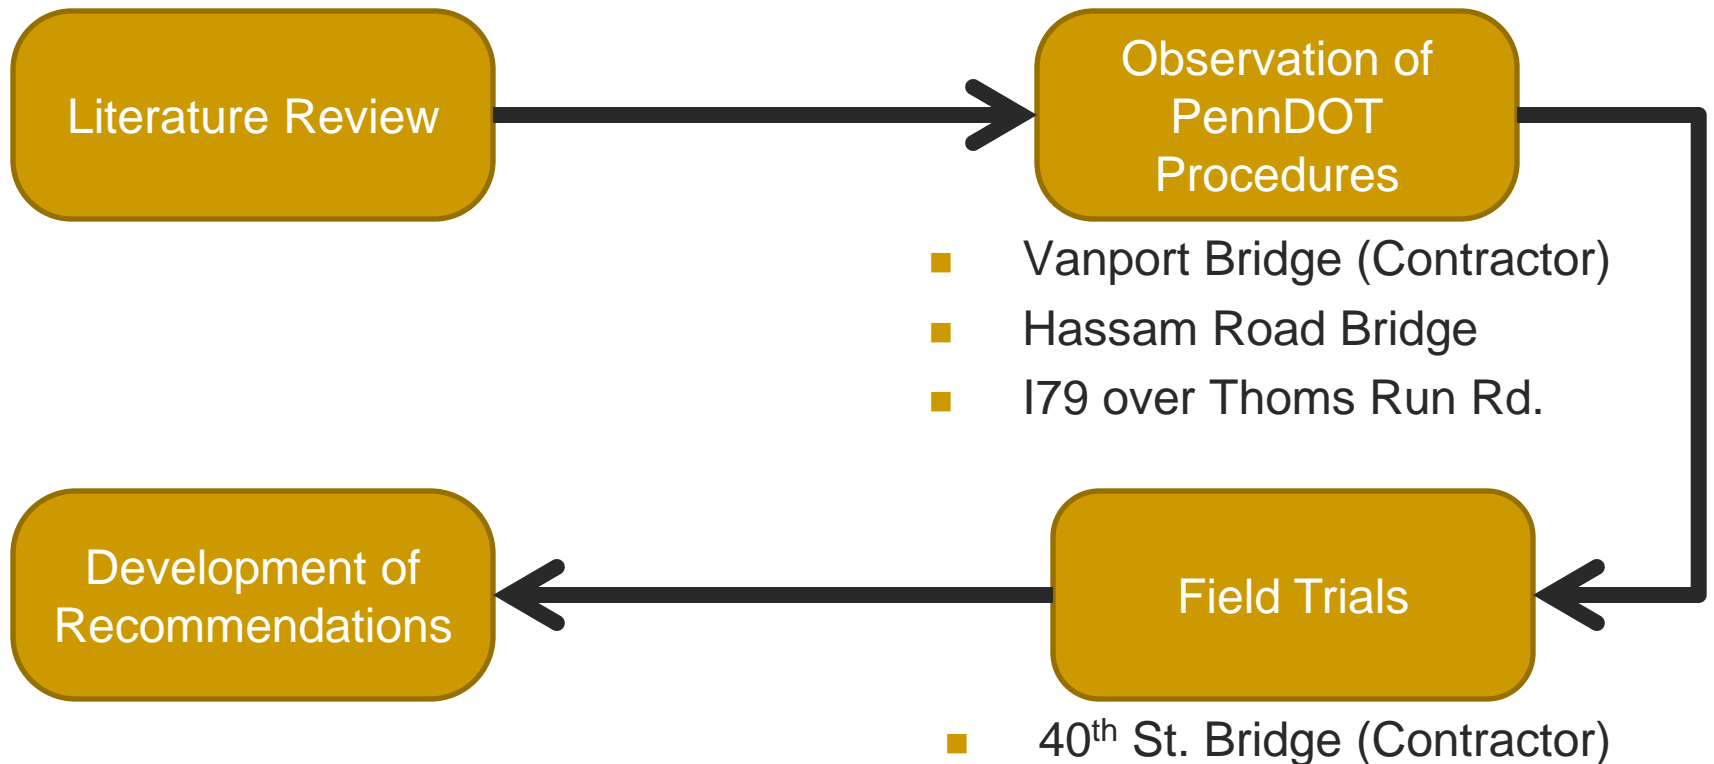 Literature Review
Observation of
PennDOT
Procedures
■ Vanport Bridge (Contractor)
■ Hassam Road Bridge
■ I79 over Thoms Run Rd.
Field Trials
■ 40th St. Bridge (Contractor)
Development of
Recommendations